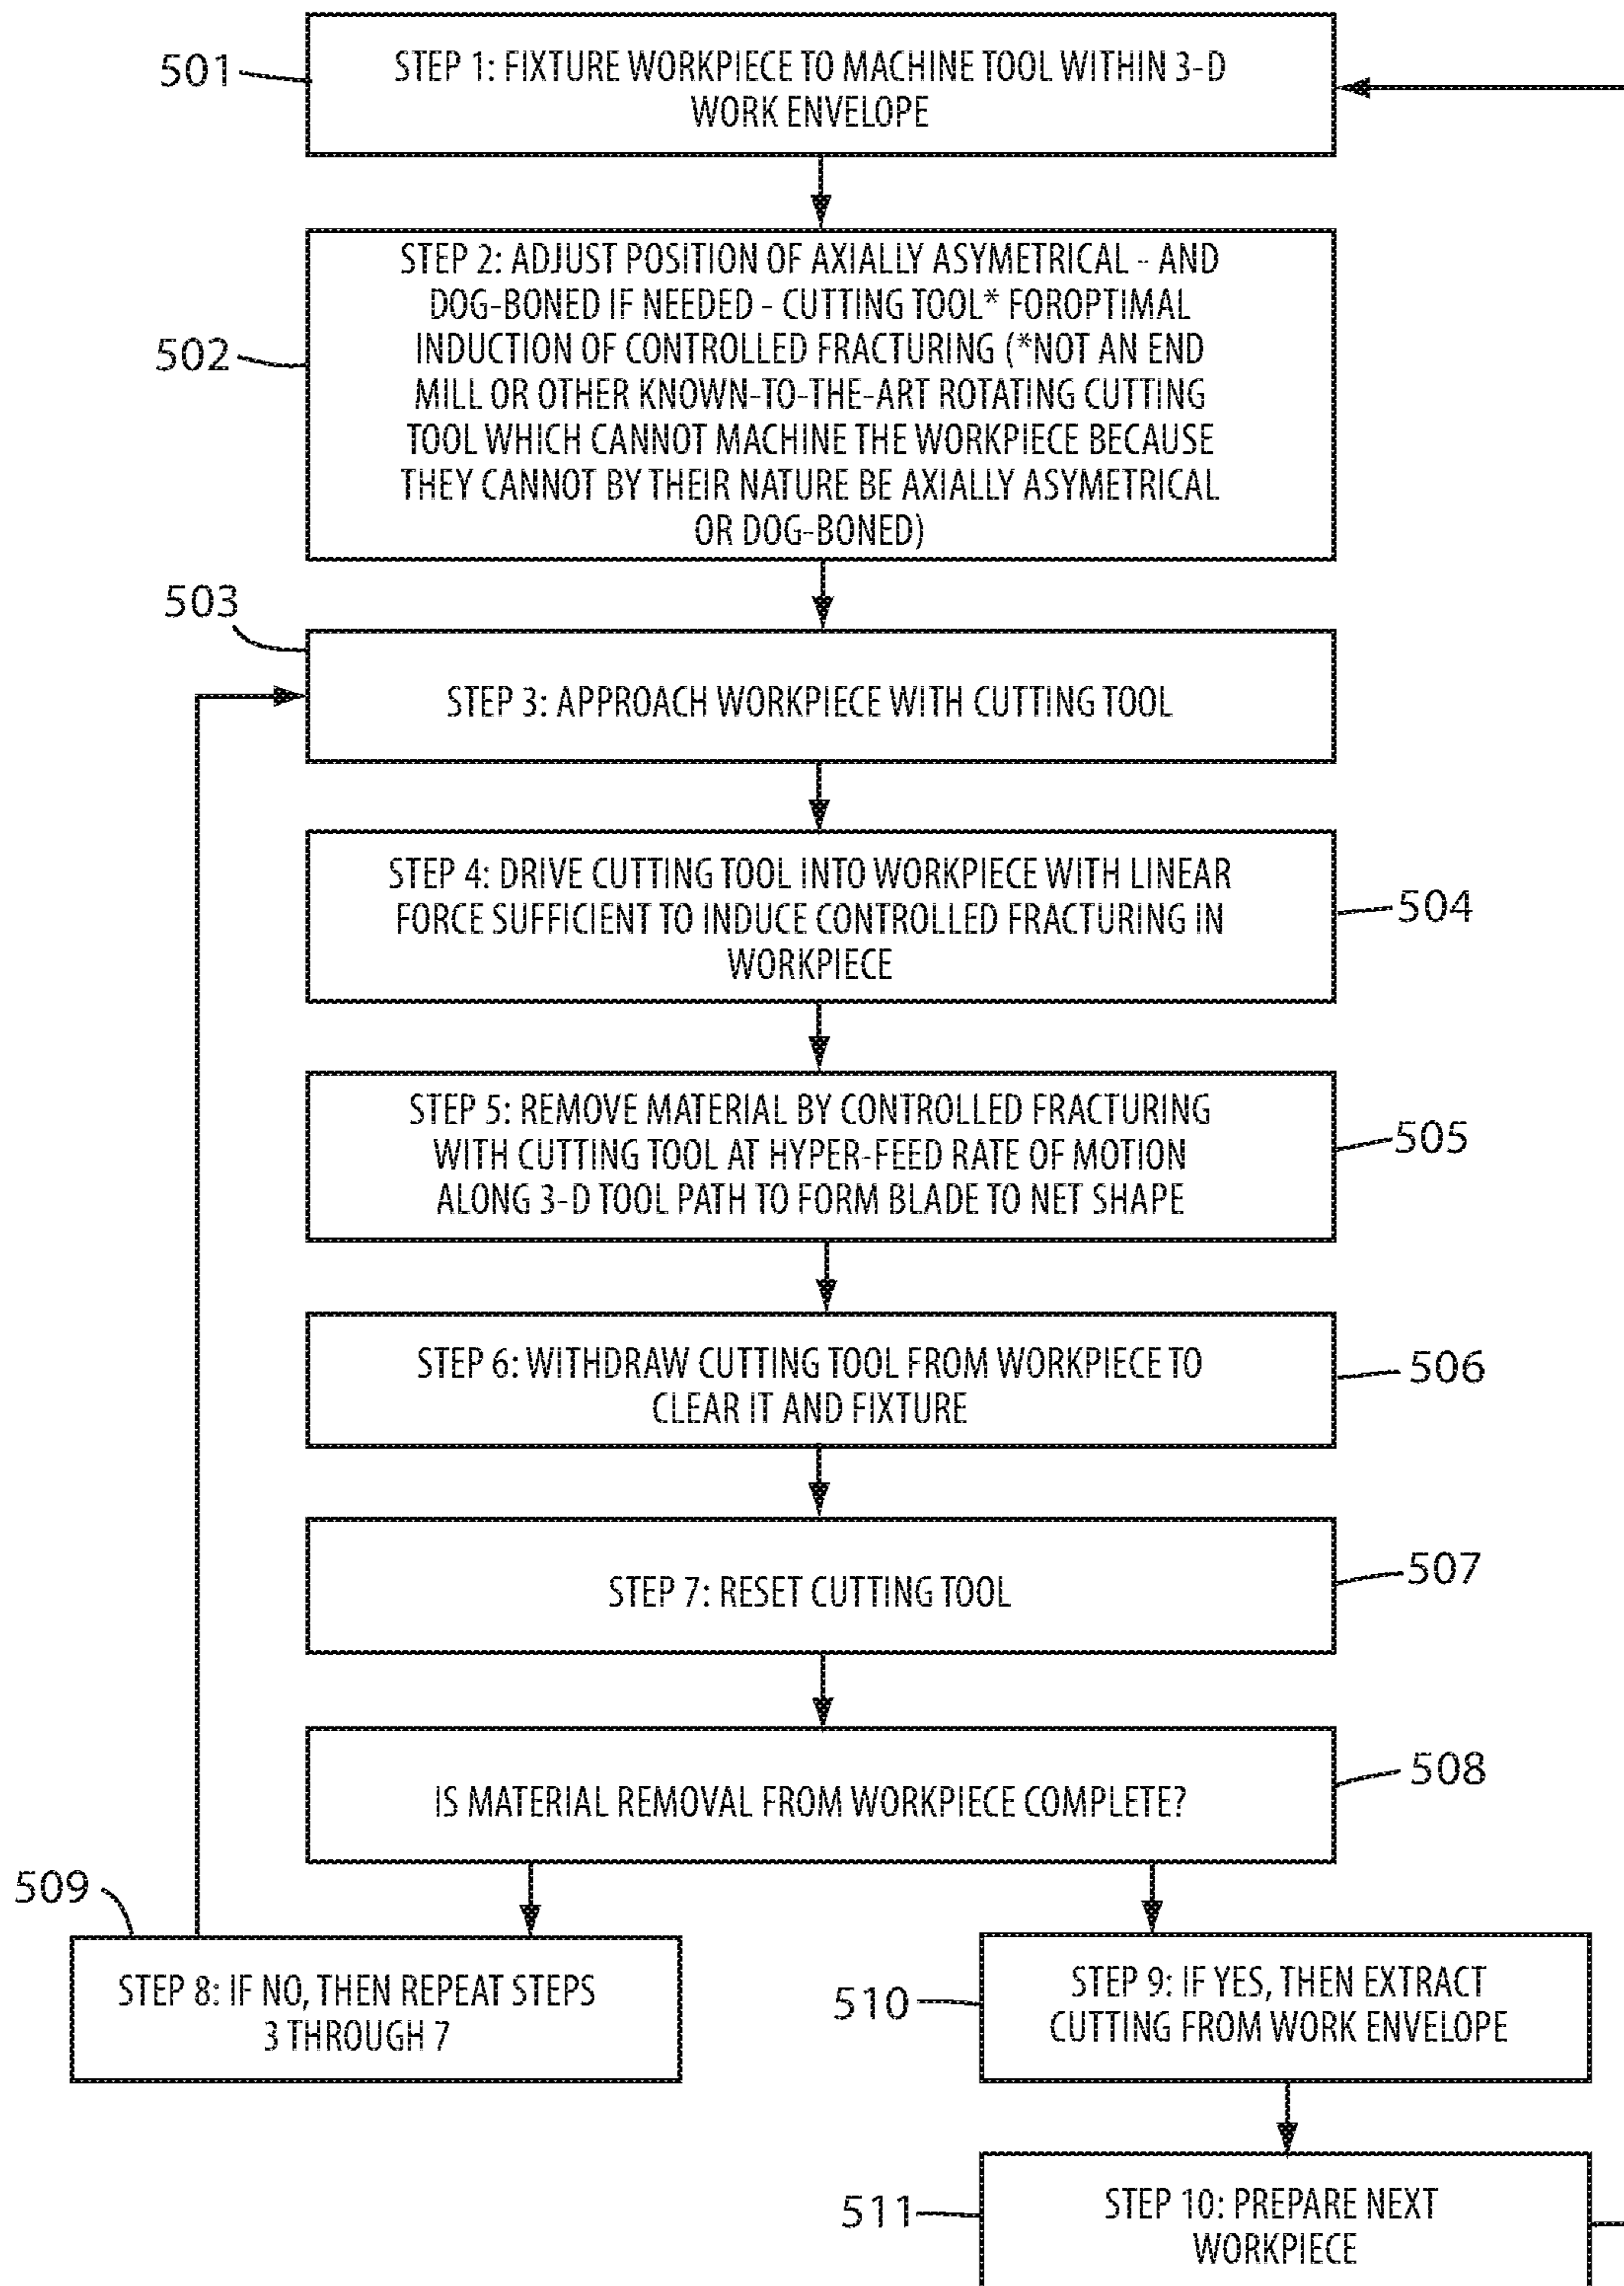 501
STEP 1: FIXTURE WORKPIECE TO MACHINE TOOL WITHIN 3-D
WORK ENVELOPE
502
STEP 2: ADJUST POSITION OF AXIALLY ASYMETRICAL - AND
DOG-BONED IF NEEDED - CUTTING TOOL* FOROPTIMAL
INDUCTION OF CONTROLLED FRACTURING (*NOT AN END
MILL OR OTHER KNOWN-TO-THE-ART ROTATING CUTTING
TOOL WHICH CANNOT MACHINE THE WORKPIECE BECAUSE
THEY CANNOT BY THEIR NATURE BE AXIALLY ASYMETRICAL
OR DOG-BONED)
503
STEP 3: APPROACH WORKPIECE WITH CUTTING TOOL
STEP 4: DRIVE CUTTING TOOL INTO WORKPIECE WITH LINEAR
FORCE SUFFICIENT TO INDUCE CONTROLLED FRACTURING IN
WORKPIECE
504
STEP 5: REMOVE MATERIAL BY CONTROLLED FRACTURING
WITH CUTTING TOOL AT HYPER-FEED RATE OF MOTION
ALONG 3-D TOOL PATH TO FORM BLADE TO NET SHAPE
505
STEP 6: WITHDRAW CUTTING TOOL FROM WORKPIECE TO
CLEAR IT AND FIXTURE
506
STEP 7: RESET CUTTING TOOL
507
IS MATERIAL REMOVAL FROM WORKPIECE COMPLETE?
508
509
STEP 8: IF NO, THEN REPEAT STEPS
3 THROUGH 7
510
STEP 9: IF YES, THEN EXTRACT
CUTTING FROM WORK ENVELOPE
511
STEP 10: PREPARE NEXT
WORKPIECE